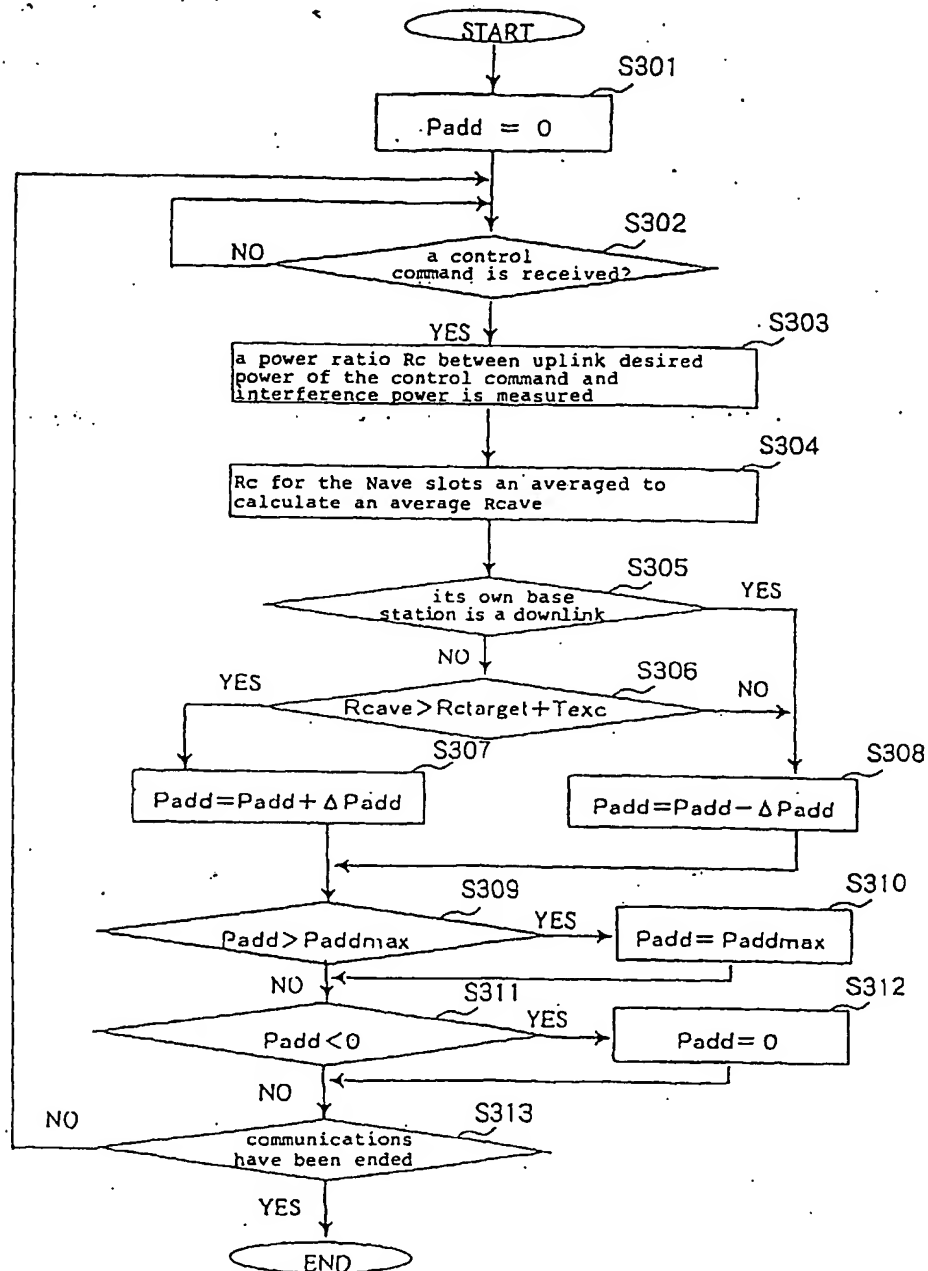 START
S301
Padd = 0
S302
NO
a control
command is received?
YES
S303
a power ratio Rc between uplink desired
power of the control command and
interference power is measured
S304
Rc for the Nave slots an averaged to
calculate an average Rcave
S305
its own base
station is a downlink
YES
NO
S306
YES
Rcave>Rctarget+Texc
NO
S307
Padd=Padd+ΔPadd
S308
Padd=Padd−ΔPadd
S309
Padd>Paddmax
YES
S310
Padd=Paddmax
NO
S311
Padd<0
YES
S312
Padd=0
NO
S313
NO
communications
have been ended
YES
END